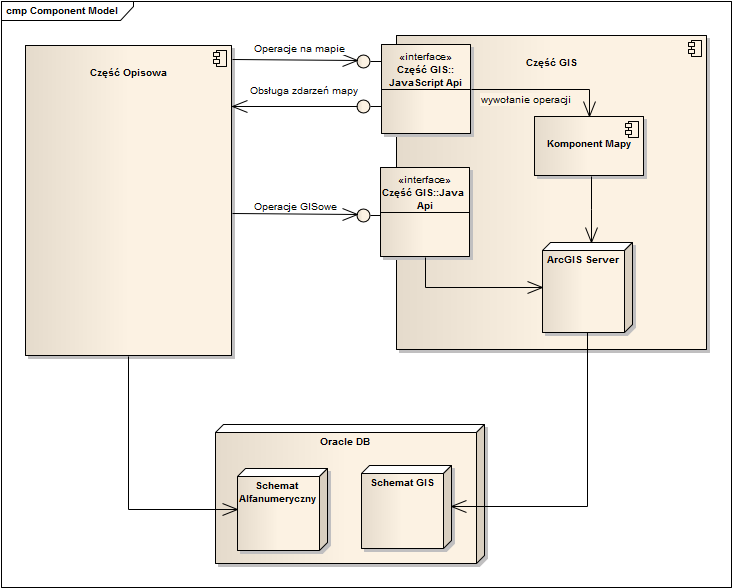 cmp Component Model
Część Opisowa
Operacje na mapie
Obsługa zdarzeń mapy
Operacje GISowe
«interface»
Część GIS::
JavaScript Api
Część GIS
wywołanie operacji
Komponent Mapy
«interface»
Część GIS::Java
Api
ArcGIS Server
Oracle DB
Schemat
Alfanumeryczny
Schemat GIS